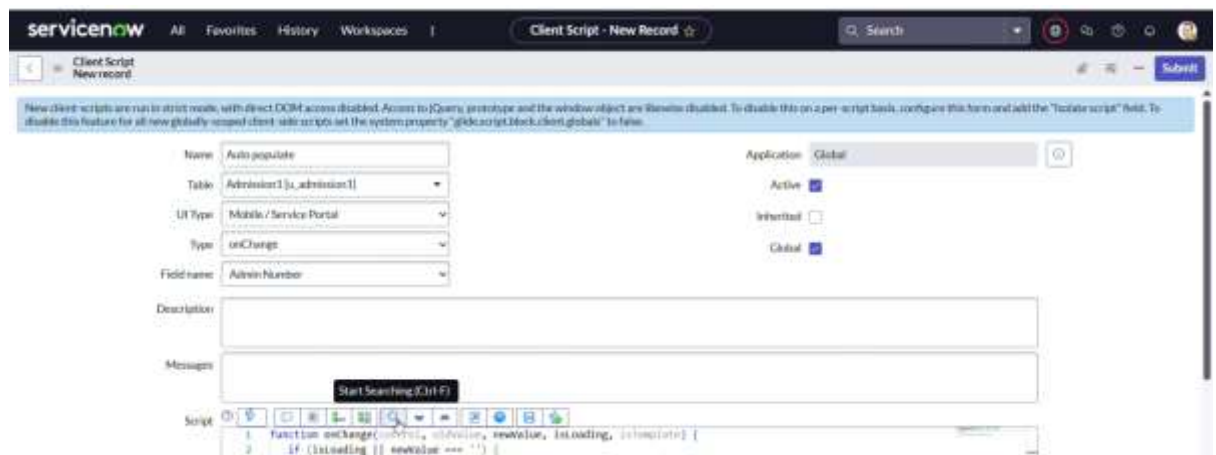 servicenow All Favorites History Workspaces Client Script - New Record Search
Client Script
New record
Submit
New client scripts are run in strict mode, with direct DOM access disabled. Access to jQuery, prototype and the window object are likewise disabled. To disable this on a per-script basis, configure this form and add the "Isolate script" field. To
disable this feature for all new globally-scoped client-side scripts set the system property "glide.script.block.client.globals" to false.
Name Auto populate Application Global
Table Admission1 [u_admission1] Active
UI Type Mobile / Service Portal Inherited
Type onChange Global
Field name Admin Number
Description
Messages
Start Searching (Ctrl-F)
Script
1 function onChange(control, oldValue, newValue, isLoading, isTemplate) {
2 if (isLoading || newValue === '') {